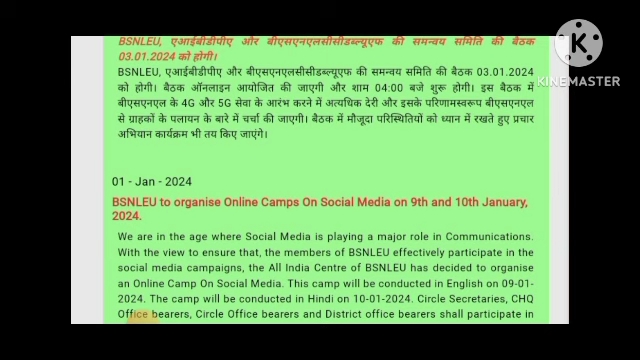 BSNLEU, एआईबीडीपीए और बीएसएनएलसीसीडब्ल्यूएफ की समन्वय समिति की बैठक
03.01.2024 को होगी।
BSNLEU, एआईबीडीपीए और बीएसएनएलसीसीडब्ल्यूएफ की समन्वय समिति की बैठक 03.01.2024
को होगी। बैठक ऑनलाइन आयोजित की जाएगी और शाम 04:00 बजे शुरू होगी। इस बैठक में
बीएसएनएल के 4G और 5G सेवा के आरंभ करने में अत्यधिक देरी और इसके परिणामस्वरूप बीएसएनएल
से ग्राहकों के पलायन के बारे में चर्चा की जाएगी। बैठक में मौजूदा परिस्थितियों को ध्यान में रखते हुए प्रचार
अभियान कार्यक्रम भी तय किए जाएंगे।
K
KINEMASTER
01 - Jan - 2024
BSNLEU to organise Online Camps On Social Media on 9th and 10th January,
2024.
We are in the age where Social Media is playing a major role in Communications.
With the view to ensure that, the members of BSNLEU effectively participate in the
social media campaigns, the All India Centre of BSNLEU has decided to organise
an Online Camp On Social Media. This camp will be conducted in English on 09-01-
2024. The camp will be conducted in Hindi on 10-01-2024. Circle Secretaries, CHQ
Office bearers, Circle Office bearers and District office bearers shall participate in